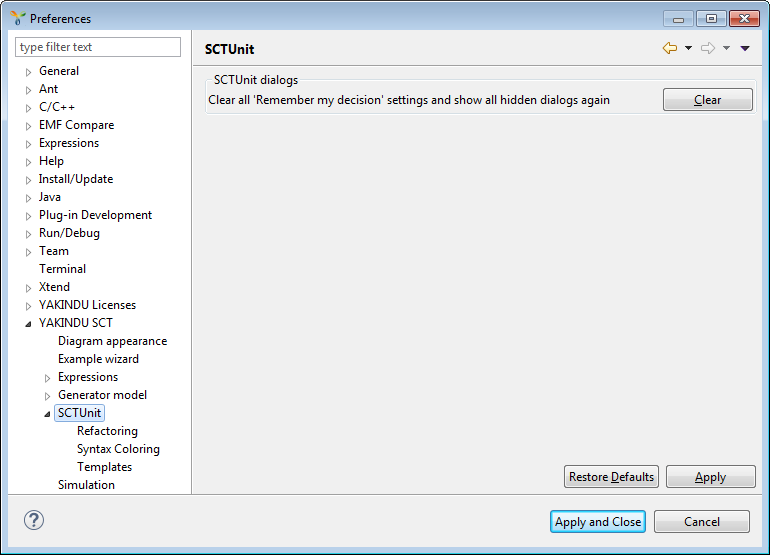 Preferences
type filter text
General
Ant
C/C++
EMF Compare
Expressions
Help
Install/Update
Java
Plug-in Development
Run/Debug
Team
Terminal
Xtend
YAKINDU Licenses
YAKINDU SCT
Diagram appearance
Example wizard
Expressions
Generator model
SCTUnit
Refactoring
Syntax Coloring
Templates
Simulation
SCTUnit
SCTUnit dialogs
Clear all 'Remember my decision' settings and show all hidden dialogs again
Clear
Restore Defaults
Apply
?
Apply and Close
Cancel